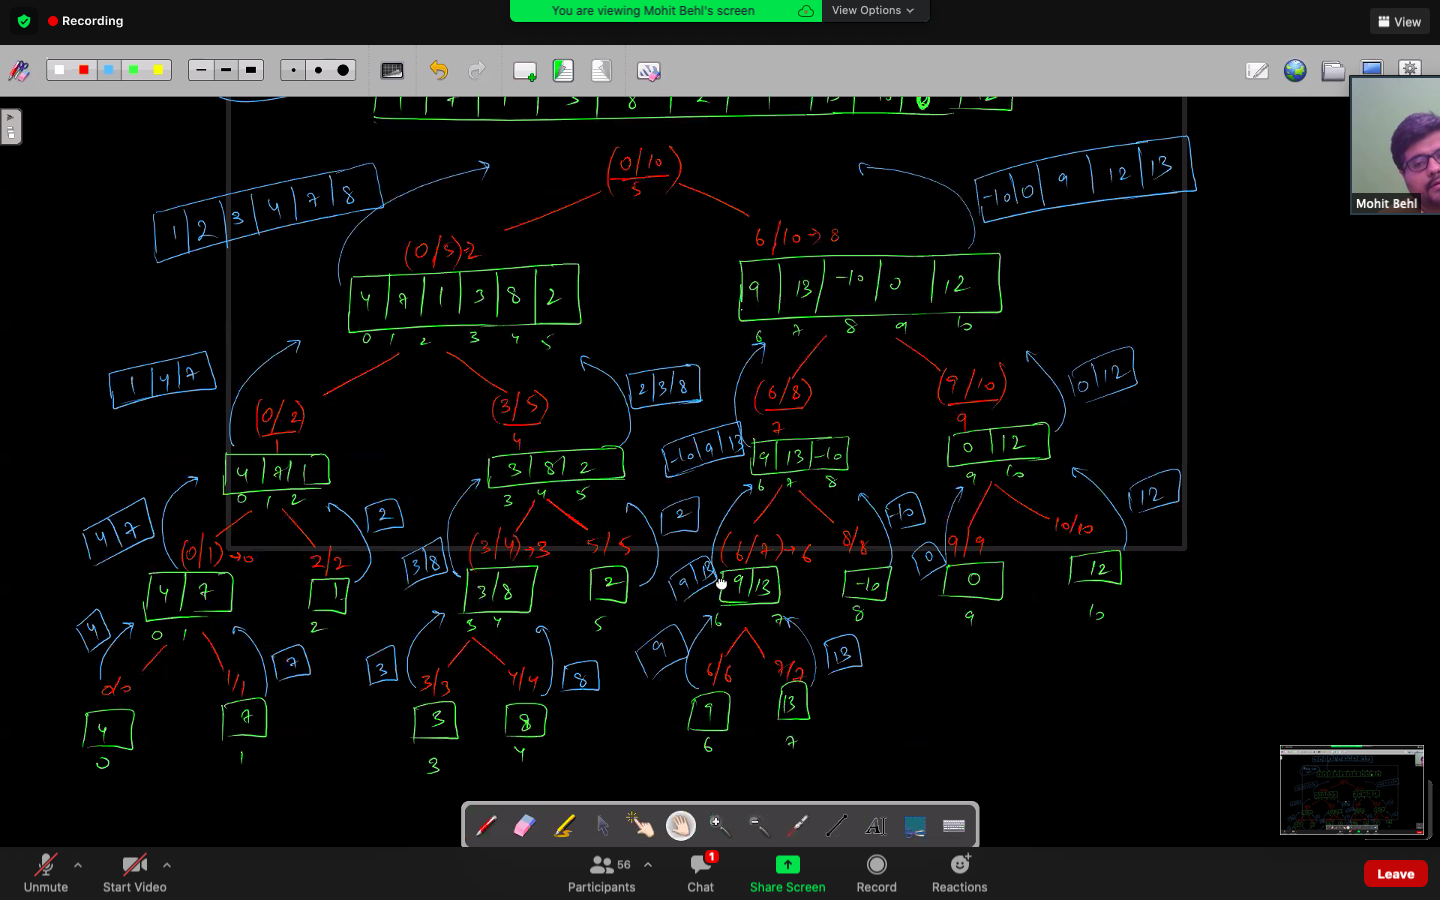 Recording
You are viewing Mohit Behl's screen
View Options
View
Mohit Behl
(0/10)
5
1 2 3 4 7 8
-10 0 9 12 13
(0/5)→2
6/10→8
4 7 1 3 8 2
9 13 -10 0 12
0 1 2 3 4 5
6 7 8 9 10
1 4 7
2 3 8
(0/2)
1
(3/5)
4
(6/8)
7
(9/10)
9
0 12
-10 9 13
4 7 1
3 8 2
9 13 -10
0 12
0 1 2
3 4 5
6 7 8
9 10
4 7
2
3 8
2
9 13
-10
0
12
(0/1)→0
2/2
(3/4)→3
5/5
(6/7)→6
8/8
9/9
10/10
4 7
1
3 8
2
9 13
-10
0
12
0 1
2
3 4
5
6 7
8
9
10
4
7
3
8
9
13
0/0
1/1
3/3
4/4
6/6
7/7
4
7
3
8
9
13
0
1
3
4
6
7
AI
Unmute
Start Video
56
Participants
1
Chat
Share Screen
Record
Reactions
Leave